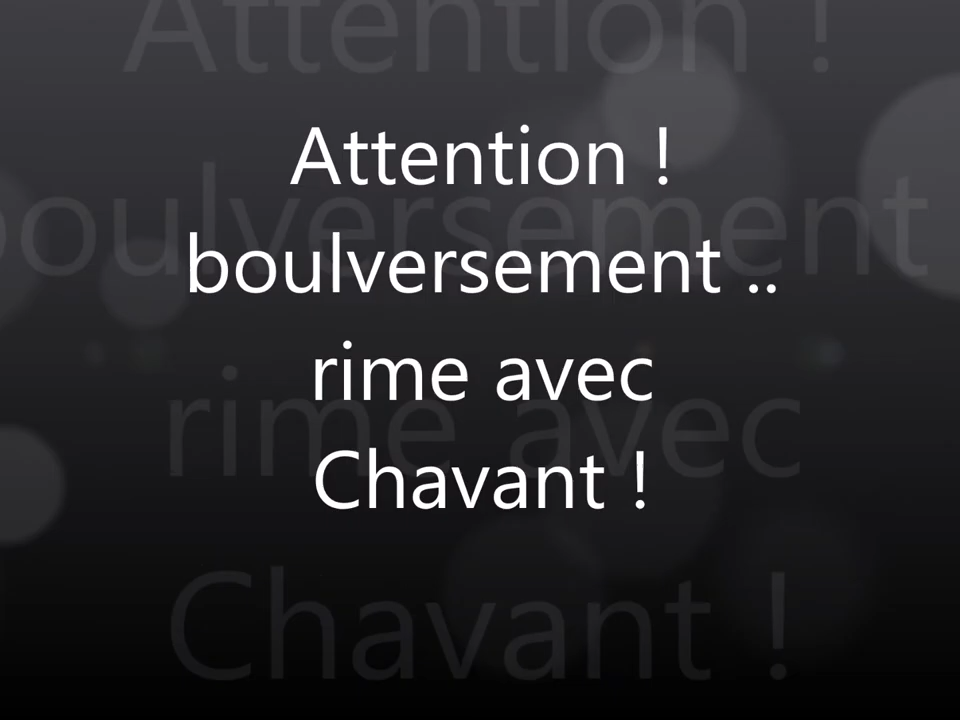 Attention !
boulversement ..
rime avec
Chavant !